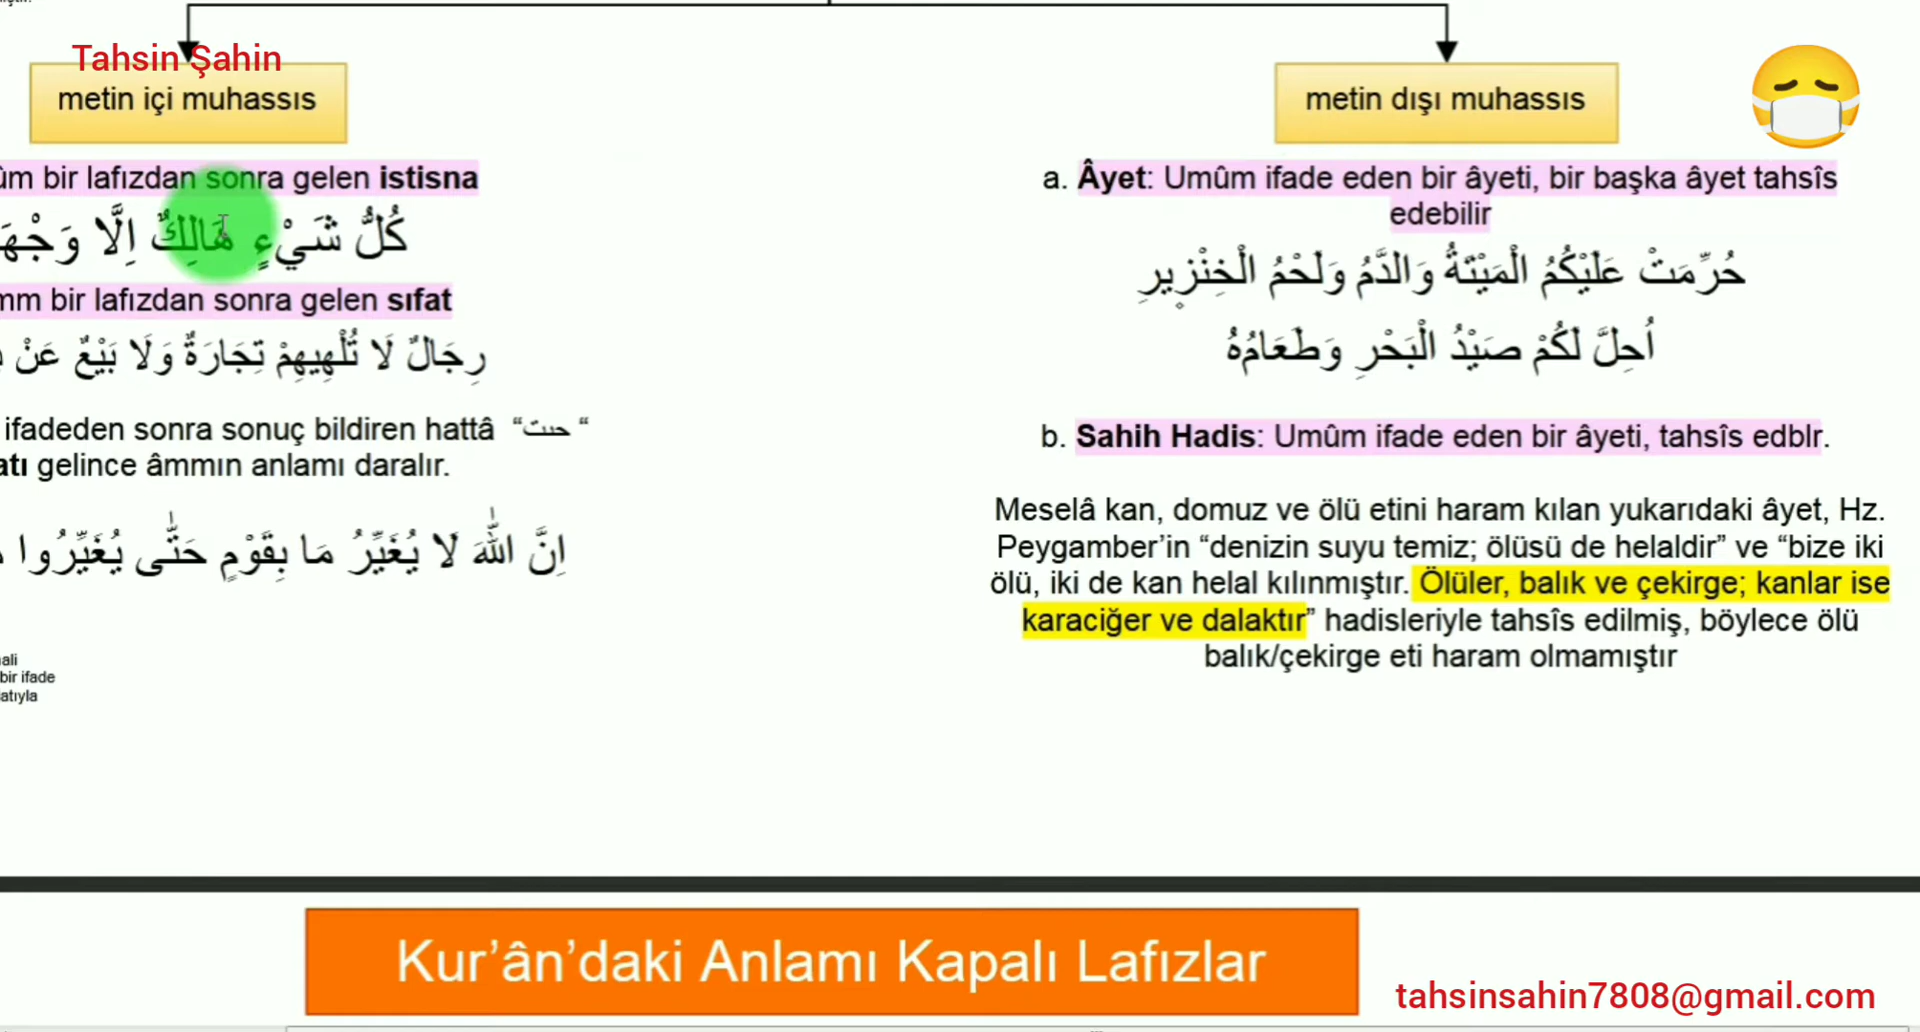 Tahsin Şahin
metin içi muhassıs
bir lafızdan sonra gelen istisna
كُلُّ شَيْءٍ هَالِكٌ اِلَّا
bir lafızdan sonra gelen sıfat
رِجَالٌ لَا تُلْهِيهِمْ تِجَارَةٌ وَلَا بَيْعٌ عَنْ
ifadeden sonra sonuç bildiren hattâ “
gelince âmmın anlamı daralır.
اِنَّ اللّٰهَ لَا يُغَيِّرُ مَا بِقَوْمٍ حَتّٰى يُغَيِّرُوا
bir ifade
metin dışı muhassıs
a. Âyet: Umûm ifade eden bir âyeti, bir başka âyet tahsîs
edebilir
حُرِّمَتْ عَلَيْكُمُ الْمَيْتَةُ وَالدَّمُ وَلَحْمُ الْخِنْزِيرِ
اُحِلَّ لَكُمْ صَيْدُ الْبَحْرِ وَطَعَامُهُ
b. Sahih Hadis: Umûm ifade eden bir âyeti, tahsîs edblr.
Meselâ kan, domuz ve ölü etini haram kılan yukarıdaki âyet, Hz.
Peygamber’in “denizin suyu temiz; ölüsü de helaldir” ve “bize iki
ölü, iki de kan helal kılınmıştır. Ölüler, balık ve çekirge; kanlar ise
karaciğer ve dalaktır” hadisleriyle tahsîs edilmiş, böylece ölü
balık/çekirge eti haram olmamıştır
Kur’ân’daki Anlamı Kapalı Lafızlar
tahsinsahin7808@gmail.com